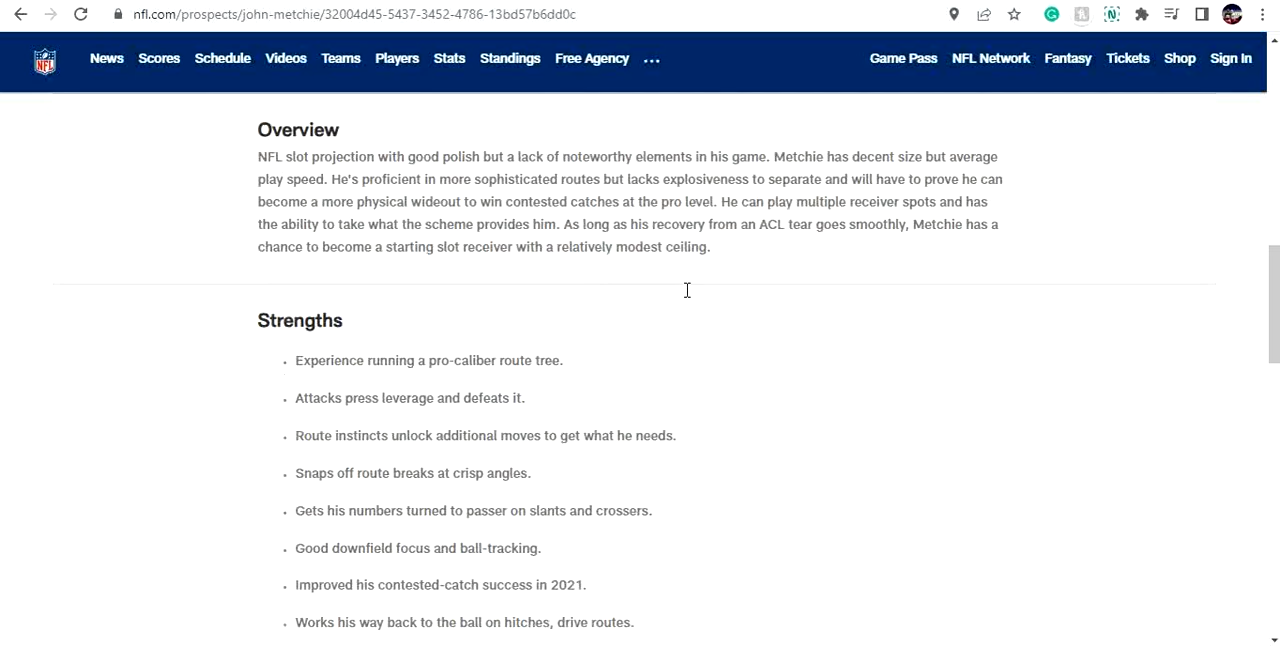 nfl.com/prospects/john-metchie/32004d45-5437-3452-4786-13bd57b6dd0c
NFL News Scores Schedule Videos Teams Players Stats Standings Free Agency ... Game Pass NFL Network Fantasy Tickets Shop Sign In
Overview
NFL slot projection with good polish but a lack of noteworthy elements in his game. Metchie has decent size but average
play speed. He's proficient in more sophisticated routes but lacks explosiveness to separate and will have to prove he can
become a more physical wideout to win contested catches at the pro level. He can play multiple receiver spots and has
the ability to take what the scheme provides him. As long as his recovery from an ACL tear goes smoothly, Metchie has a
chance to become a starting slot receiver with a relatively modest ceiling.
Strengths
• Experience running a pro-caliber route tree.
• Attacks press leverage and defeats it.
• Route instincts unlock additional moves to get what he needs.
• Snaps off route breaks at crisp angles.
• Gets his numbers turned to passer on slants and crossers.
• Good downfield focus and ball-tracking.
• Improved his contested-catch success in 2021.
• Works his way back to the ball on hitches, drive routes.